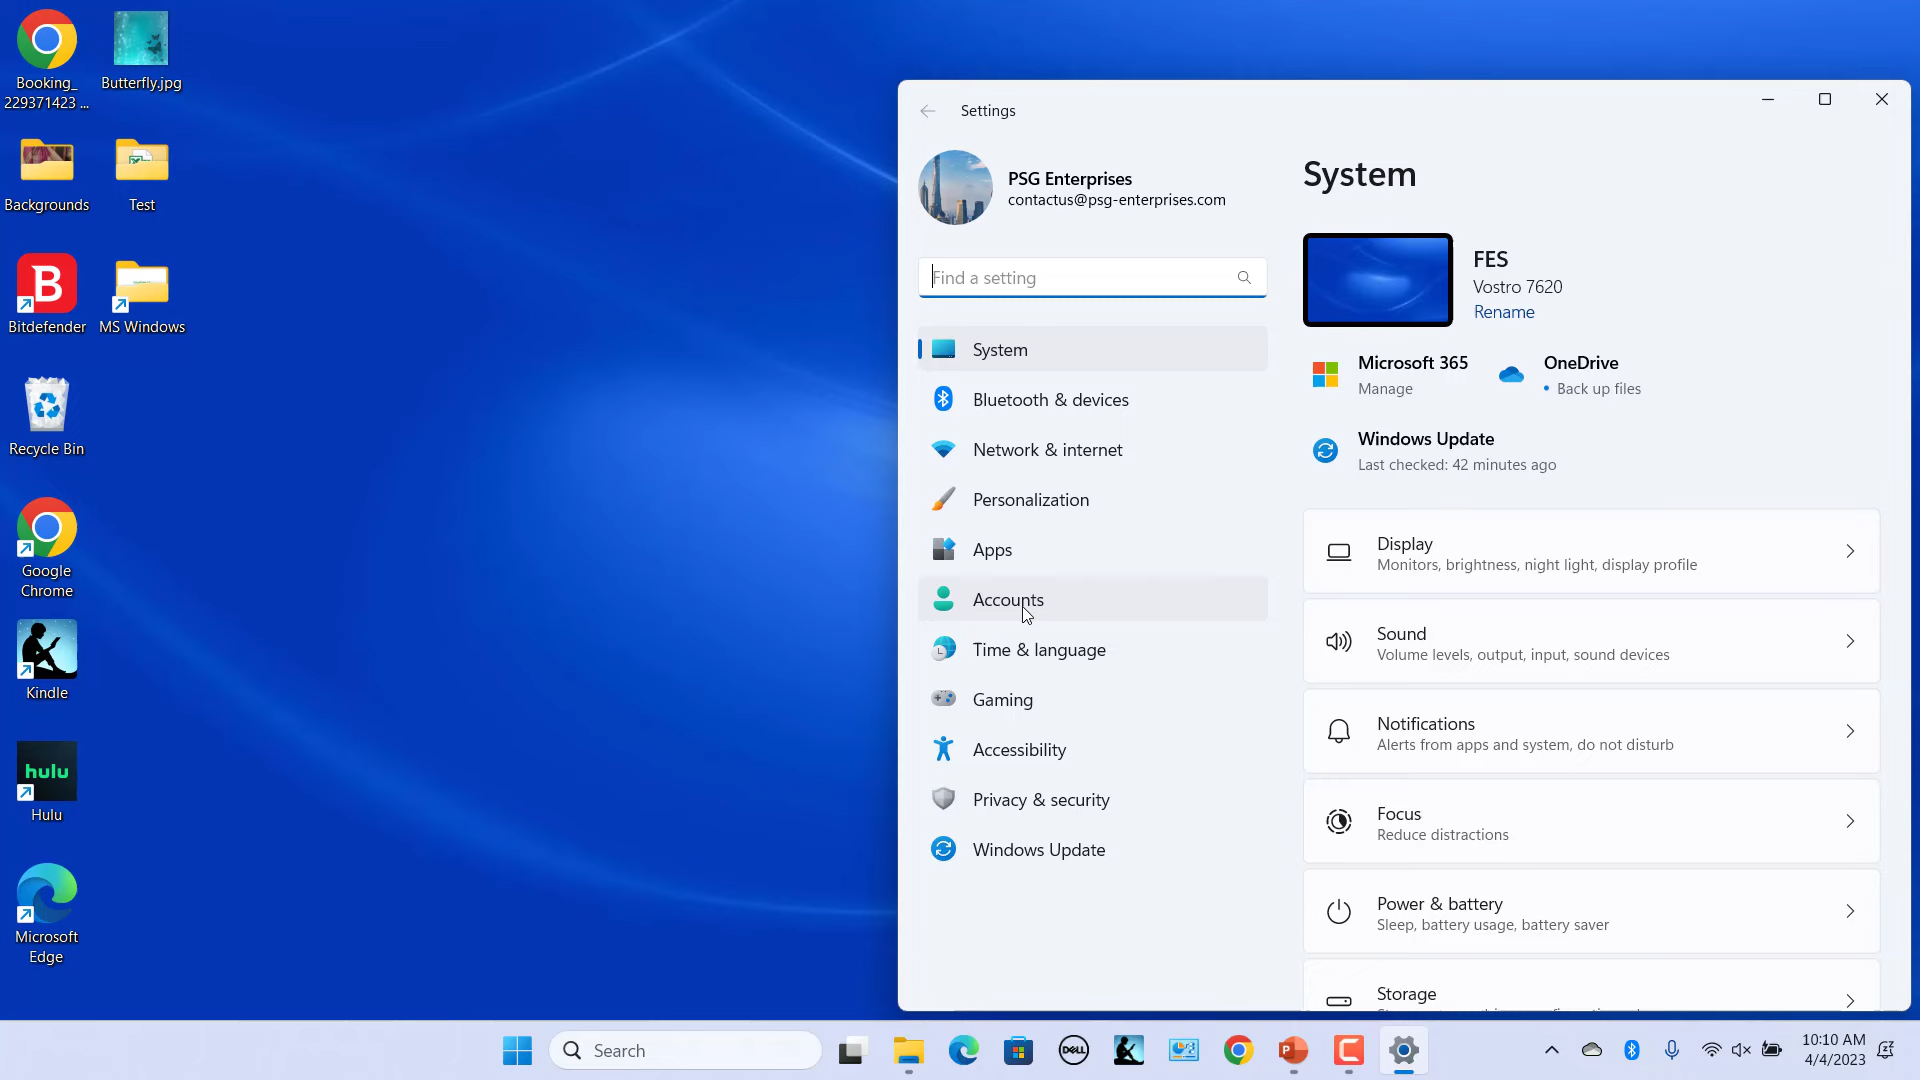 Booking_
229371423 ...
Butterfly.jpg
Backgrounds
Test
B
Bitdefender
MS Windows
Recycle Bin
Google
Chrome
Kindle
hulu
Hulu
Microsoft
Edge
Settings
PSG Enterprises
contactus@psg-enterprises.com
Find a setting
System
Bluetooth & devices
Network & internet
Personalization
Apps
Accounts
Time & language
Gaming
Accessibility
Privacy & security
Windows Update
System
FES
Vostro 7620
Rename
Microsoft 365
Manage
OneDrive
• Back up files
Windows Update
Last checked: 42 minutes ago
Display
Monitors, brightness, night light, display profile
Sound
Volume levels, output, input, sound devices
Notifications
Alerts from apps and system, do not disturb
Focus
Reduce distractions
Power & battery
Sleep, battery usage, battery saver
Storage
Search
DELL
P
C
10:10 AM
4/4/2023